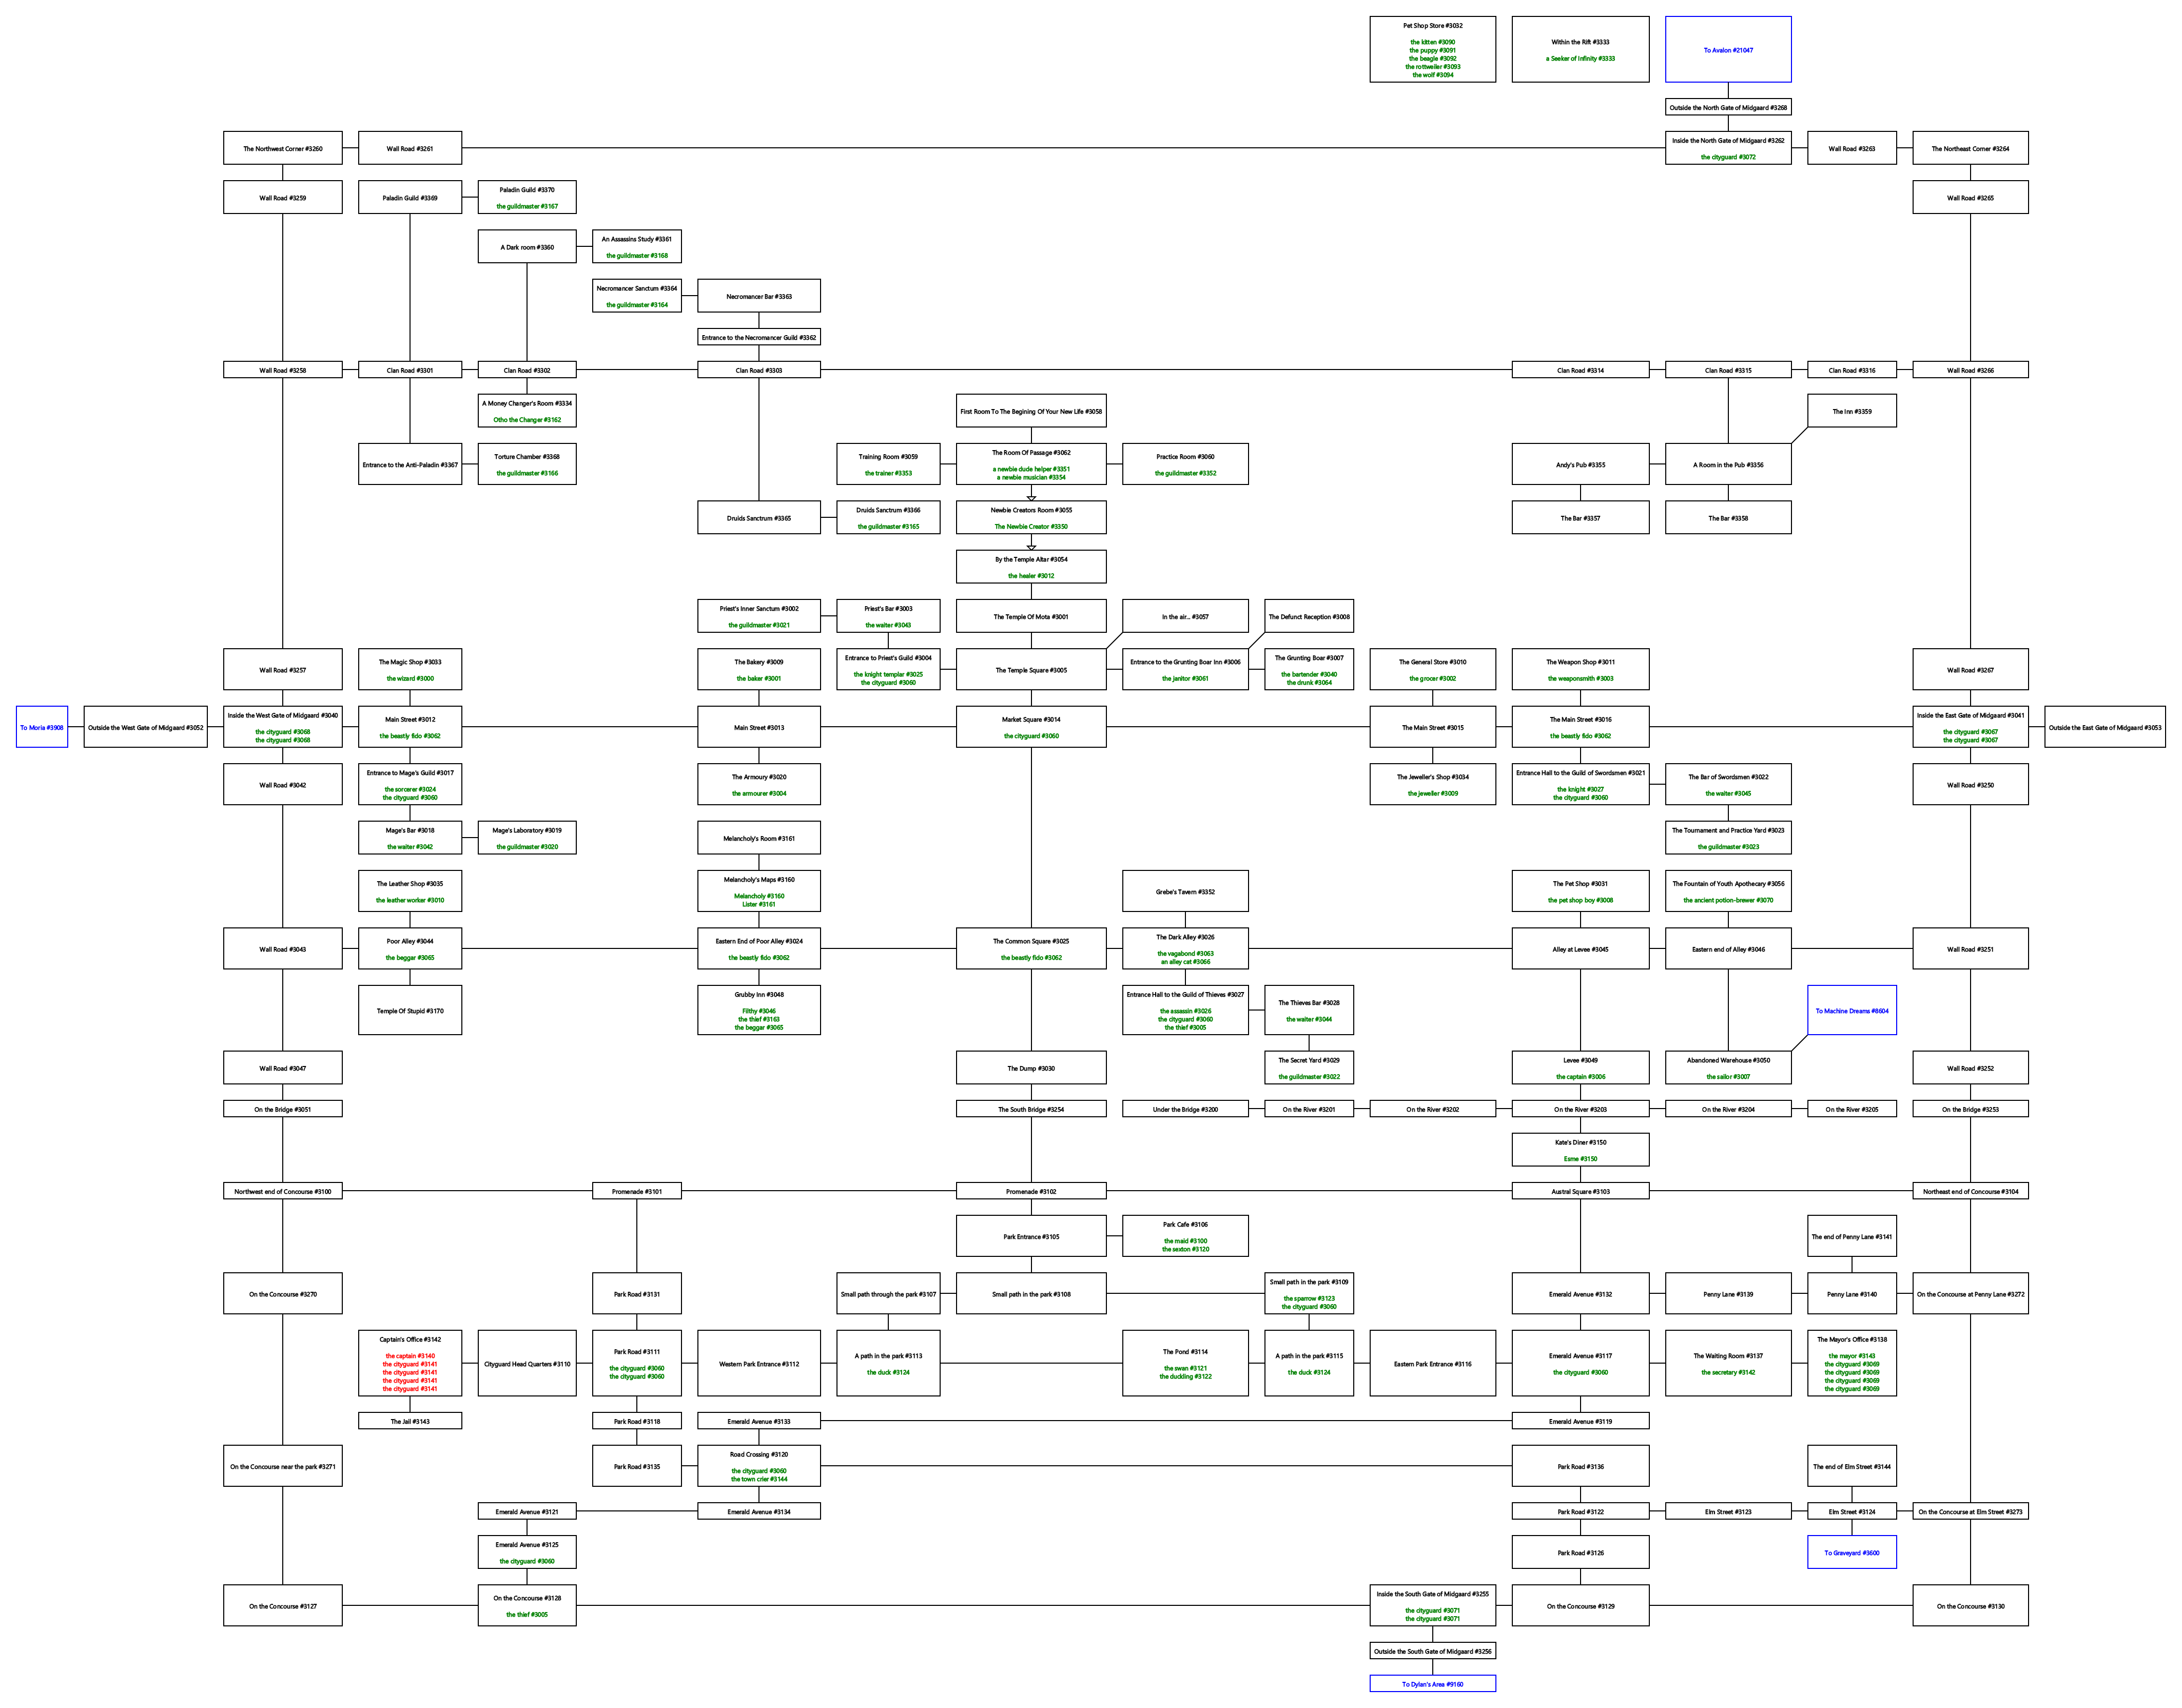 Pet Shop Store #3032
the kitten #3090
the puppy #3091
the beagle #3092
the rottweiler #3093
the wolf #3094
Within the Rift #3333
a Seeker of Infinity #3333
To Avalon #21047
Outside the North Gate of Midgaard #3268
The Northwest Corner #3260
Wall Road #3261
Inside the North Gate of Midgaard #3262
the cityguard #3072
Wall Road #3263
The Northeast Corner #3264
Wall Road #3259
Paladin Guild #3369
Paladin Guild #3370
the guildmaster #3167
Wall Road #3265
A Dark room #3360
An Assassins Study #3361
the guildmaster #3168
Necromancer Sanctum #3364
the guildmaster #3164
Necromancer Bar #3363
Entrance to the Necromancer Guild #3362
Wall Road #3258
Clan Road #3301
Clan Road #3302
Clan Road #3303
Clan Road #3314
Clan Road #3315
Clan Road #3316
Wall Road #3266
A Money Changer's Room #3334
Otho the Changer #3162
First Room To The Begining Of Your New Life #3058
The Inn #3359
Entrance to the Anti-Paladin #3367
Torture Chamber #3368
the guildmaster #3166
Training Room #3059
the trainer #3353
The Room Of Passage #3062
a newbie dude helper #3351
a newbie musician #3354
Practice Room #3060
the guildmaster #3352
Andy's Pub #3355
A Room in the Pub #3356
Druids Sanctrum #3365
Druids Sanctrum #3366
the guildmaster #3165
Newbie Creators Room #3055
The Newbie Creator #3350
The Bar #3357
The Bar #3358
By the Temple Altar #3054
the healer #3012
Priest's Inner Sanctum #3002
the guildmaster #3021
Priest's Bar #3003
the waiter #3043
The Temple Of Mota #3001
In the air... #3057
The Defunct Reception #3008
Wall Road #3257
The Magic Shop #3033
the wizard #3000
The Bakery #3009
the baker #3001
Entrance to Priest's Guild #3004
the knight templar #3025
the cityguard #3060
The Temple Square #3005
Entrance to the Grunting Boar Inn #3006
the janitor #3061
The Grunting Boar #3007
the bartender #3040
the drunk #3064
The General Store #3010
the grocer #3002
The Weapon Shop #3011
the weaponsmith #3003
Wall Road #3267
To Moria #3908
Outside the West Gate of Midgaard #3052
Inside the West Gate of Midgaard #3040
the cityguard #3068
the cityguard #3068
Main Street #3012
the beastly fido #3062
Main Street #3013
Market Square #3014
the cityguard #3060
The Main Street #3015
The Main Street #3016
the beastly fido #3062
Inside the East Gate of Midgaard #3041
the cityguard #3067
the cityguard #3067
Outside the East Gate of Midgaard #3053
Wall Road #3042
Entrance to Mage's Guild #3017
the sorcerer #3024
the cityguard #3060
The Armoury #3020
the armourer #3004
The Jeweller's Shop #3034
the jeweller #3009
Entrance Hall to the Guild of Swordsmen #3021
the knight #3027
the cityguard #3060
The Bar of Swordsmen #3022
the waiter #3045
Wall Road #3250
Mage's Bar #3018
the waiter #3042
Mage's Laboratory #3019
the guildmaster #3020
Melancholy's Room #3161
The Tournament and Practice Yard #3023
the guildmaster #3023
The Leather Shop #3035
the leather worker #3010
Melancholy's Maps #3160
Melancholy #3160
Lister #3161
Grebe's Tavern #3352
The Pet Shop #3031
the pet shop boy #3008
The Fountain of Youth Apothecary #3056
the ancient potion-brewer #3070
Wall Road #3043
Poor Alley #3044
the beggar #3065
Eastern End of Poor Alley #3024
the beastly fido #3062
The Common Square #3025
the beastly fido #3062
The Dark Alley #3026
the vagabond #3063
an alley cat #3066
Alley at Levee #3045
Eastern end of Alley #3046
Wall Road #3251
Temple Of Stupid #3170
Grubby Inn #3048
Filthy #3046
the thief #3163
the beggar #3065
Entrance Hall to the Guild of Thieves #3027
the assassin #3026
the cityguard #3060
the thief #3005
The Thieves Bar #3028
the waiter #3044
To Machine Dreams #8604
Wall Road #3047
The Dump #3030
The Secret Yard #3029
the guildmaster #3022
Levee #3049
the captain #3006
Abandoned Warehouse #3050
the sailor #3007
Wall Road #3252
On the Bridge #3051
The South Bridge #3254
Under the Bridge #3200
On the River #3201
On the River #3202
On the River #3203
On the River #3204
On the River #3205
On the Bridge #3253
Kate's Diner #3150
Esme #3150
Northwest end of Concourse #3100
Promenade #3101
Promenade #3102
Austral Square #3103
Northeast end of Concourse #3104
Park Entrance #3105
Park Cafe #3106
the maid #3100
the sexton #3120
The end of Penny Lane #3141
On the Concourse #3270
Park Road #3131
Small path through the park #3107
Small path in the park #3108
Small path in the park #3109
the sparrow #3123
the cityguard #3060
Emerald Avenue #3132
Penny Lane #3139
Penny Lane #3140
On the Concourse at Penny Lane #3272
Captain's Office #3142
the captain #3140
the cityguard #3141
the cityguard #3141
the cityguard #3141
the cityguard #3141
Cityguard Head Quarters #3110
Park Road #3111
the cityguard #3060
the cityguard #3060
Western Park Entrance #3112
A path in the park #3113
the duck #3124
The Pond #3114
the swan #3121
the duckling #3122
A path in the park #3115
the duck #3124
Eastern Park Entrance #3116
Emerald Avenue #3117
the cityguard #3060
The Waiting Room #3137
the secretary #3142
The Mayor's Office #3138
the mayor #3143
the cityguard #3069
the cityguard #3069
the cityguard #3069
the cityguard #3069
The Jail #3143
Park Road #3118
Emerald Avenue #3133
Emerald Avenue #3119
On the Concourse near the park #3271
Park Road #3135
Road Crossing #3120
the cityguard #3060
the town crier #3144
Park Road #3136
The end of Elm Street #3144
Emerald Avenue #3121
Emerald Avenue #3134
Park Road #3122
Elm Street #3123
Elm Street #3124
On the Concourse at Elm Street #3273
Emerald Avenue #3125
the cityguard #3060
Park Road #3126
To Graveyard #3600
On the Concourse #3127
On the Concourse #3128
the thief #3005
Inside the South Gate of Midgaard #3255
the cityguard #3071
the cityguard #3071
On the Concourse #3129
On the Concourse #3130
Outside the South Gate of Midgaard #3256
To Dylan's Area #9160